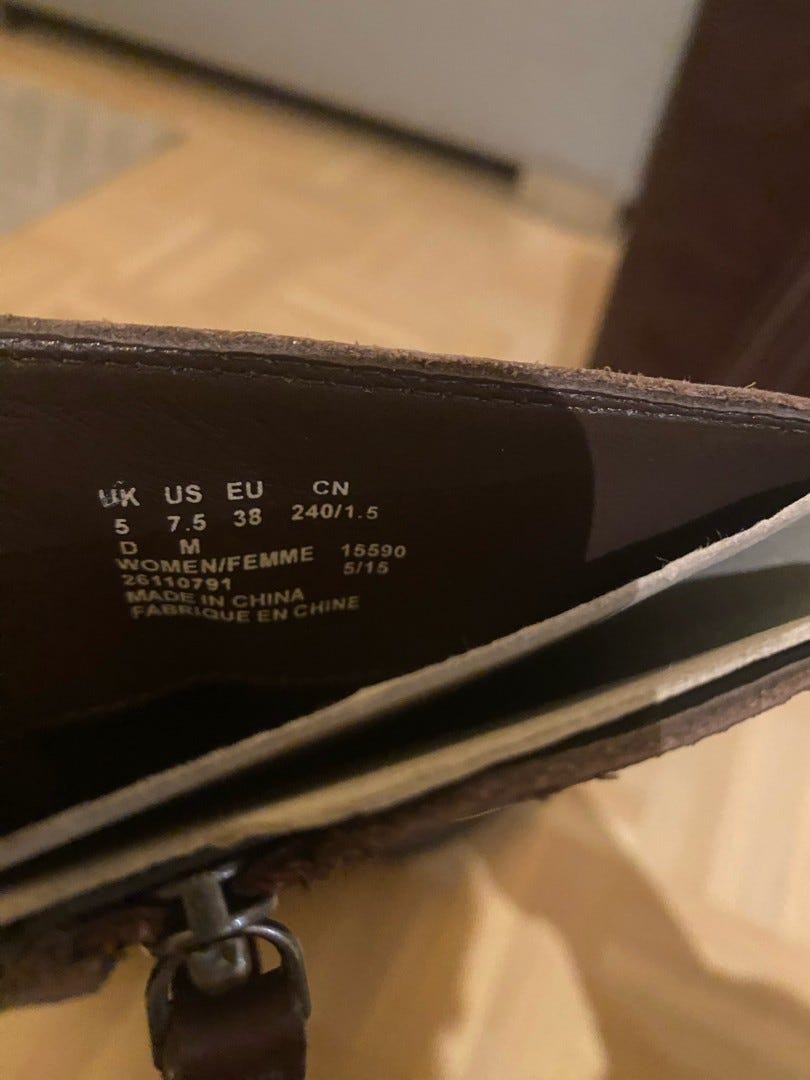 UK US EU CN
5 7.5 38 240/1.5
D M
WOMEN/FEMME 15590
26110791 5/15
MADE IN CHINA
FABRIQUE EN CHINE